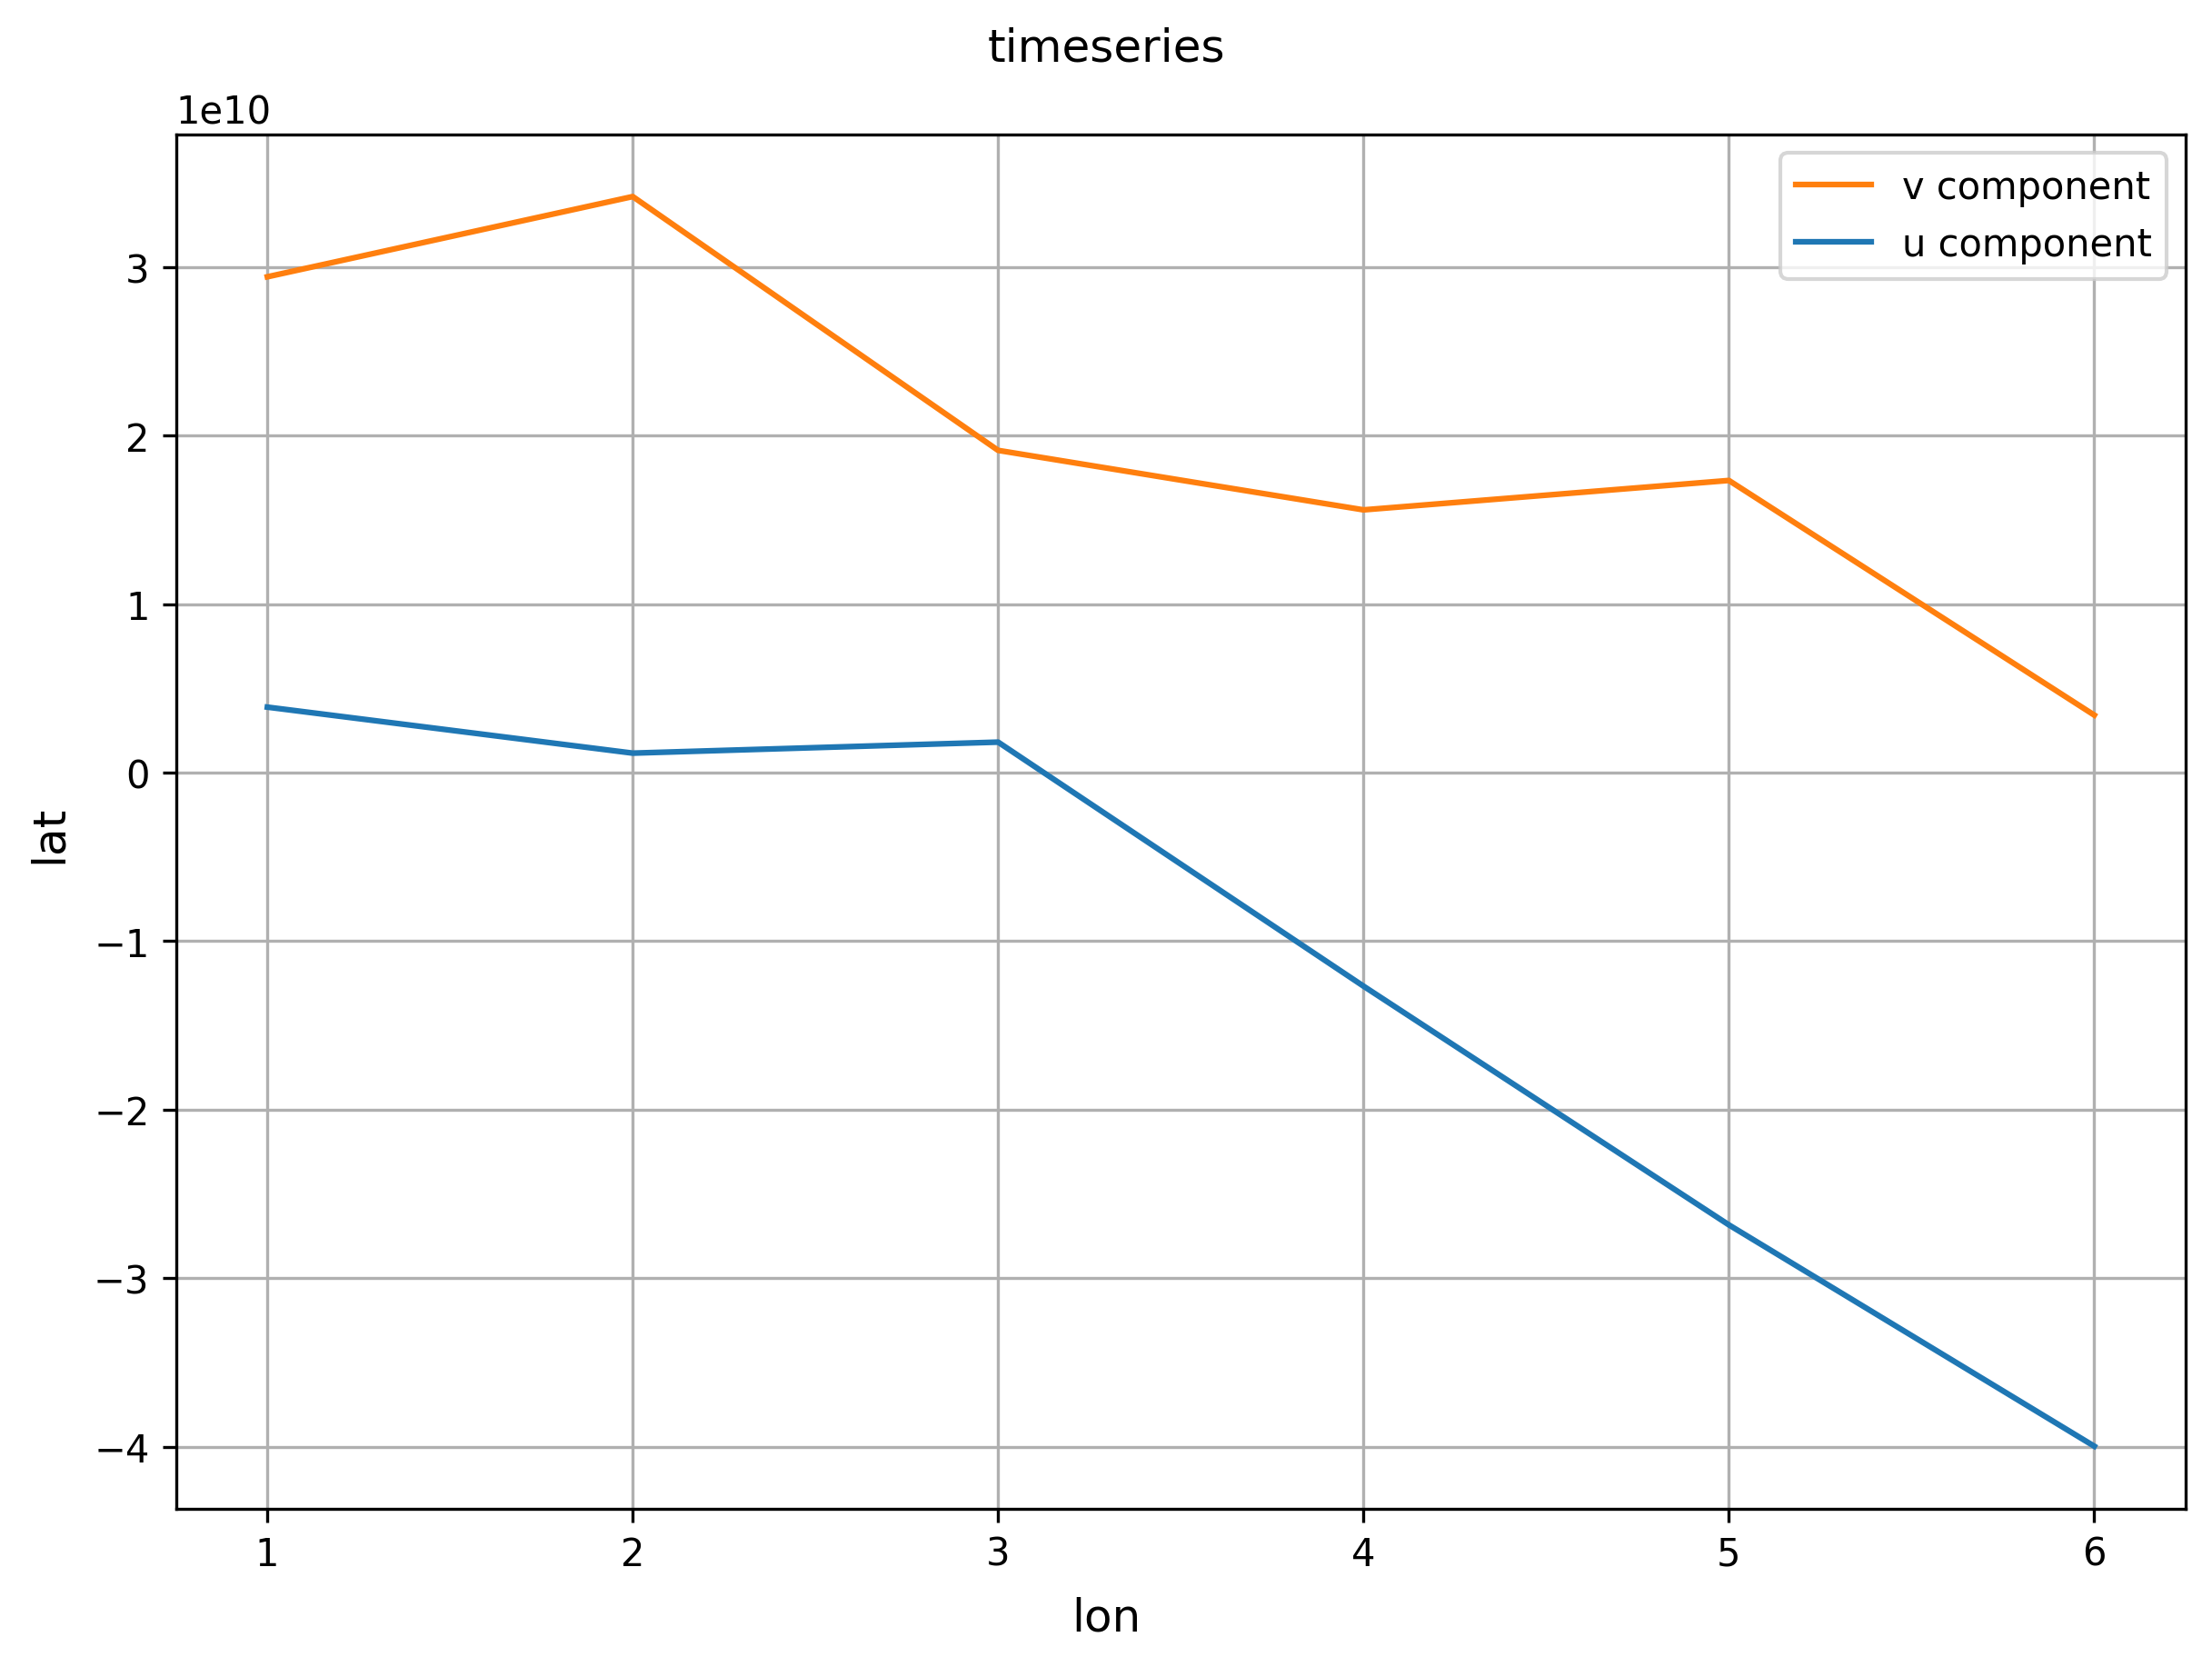 timeseries
1e10
v component
u component
3
2
1
0
−1
−2
−3
−4
lat
1 2 3 4 5 6
lon